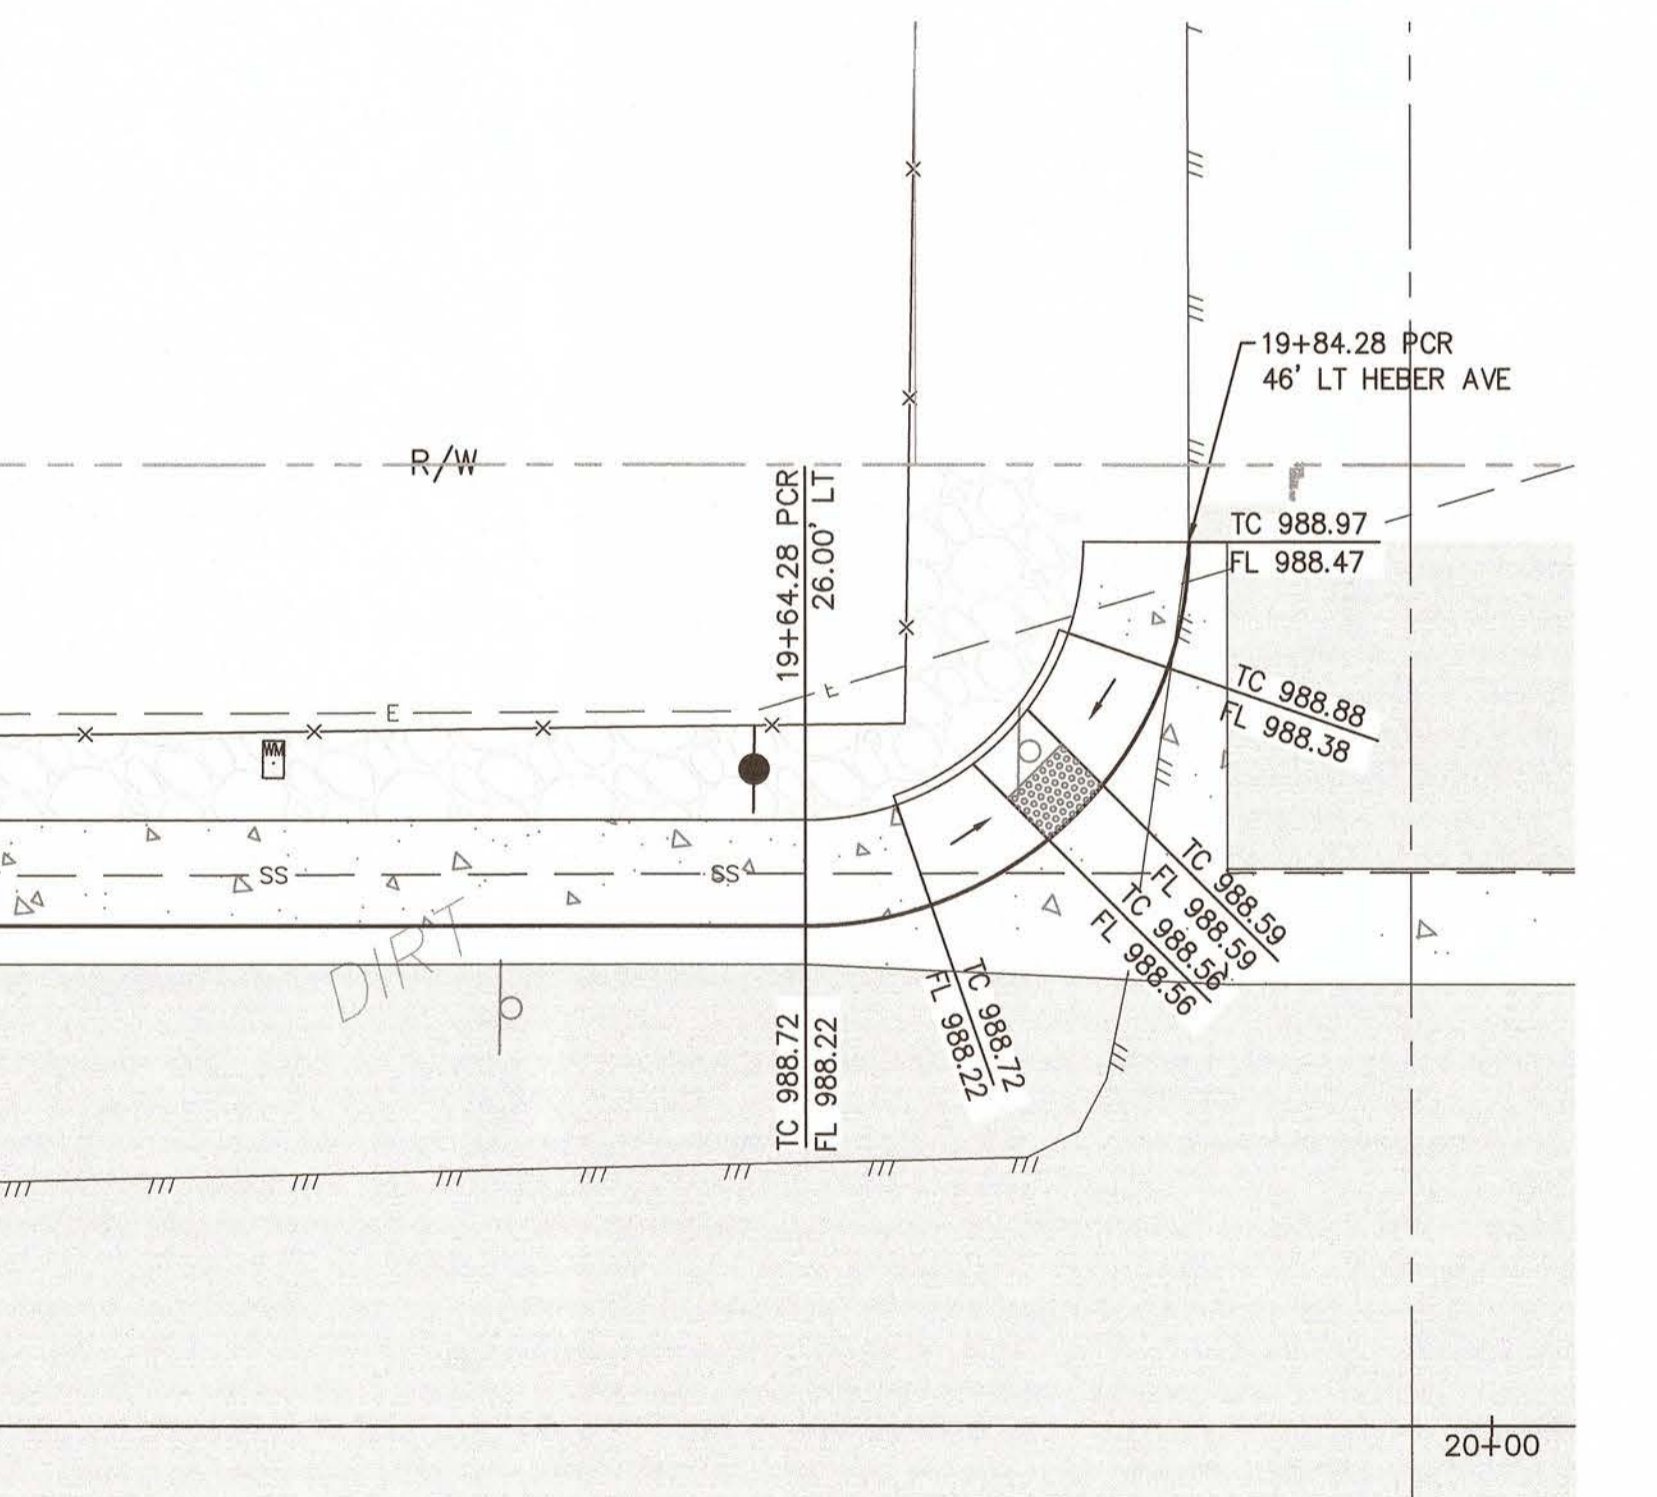 19+84.28 PCR
46' LT HEBER AVE
R/W
19+64.28 PCR
26.00' LT
TC 988.97
FL 988.47
TC 988.88
FL 988.38
E
E
WM
SS
SS
TC 988.59
FL 988.59
TC 988.56
FL 988.56
DIRT
TC 988.72
FL 988.22
TC 988.72
FL 988.22
20+00